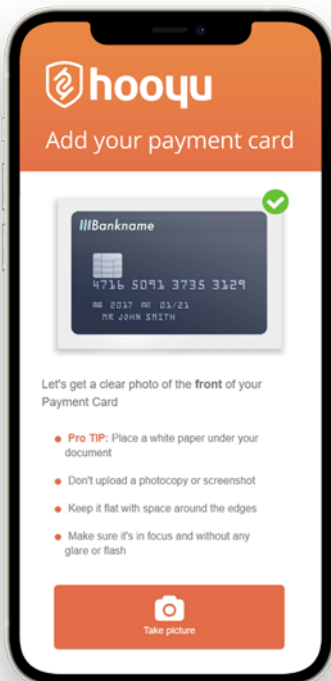 hooyu
Add your payment card
Bankname
4716 5091 3735 3129
2017 01/21
MR JOHN SMITH
Let's get a clear photo of the front of your
Payment Card
Pro TIP: Place a white paper under your
document
Don't upload a photocopy or screenshot
Keep it flat with space around the edges
Make sure it's in focus and without any
glare or flash
Take picture